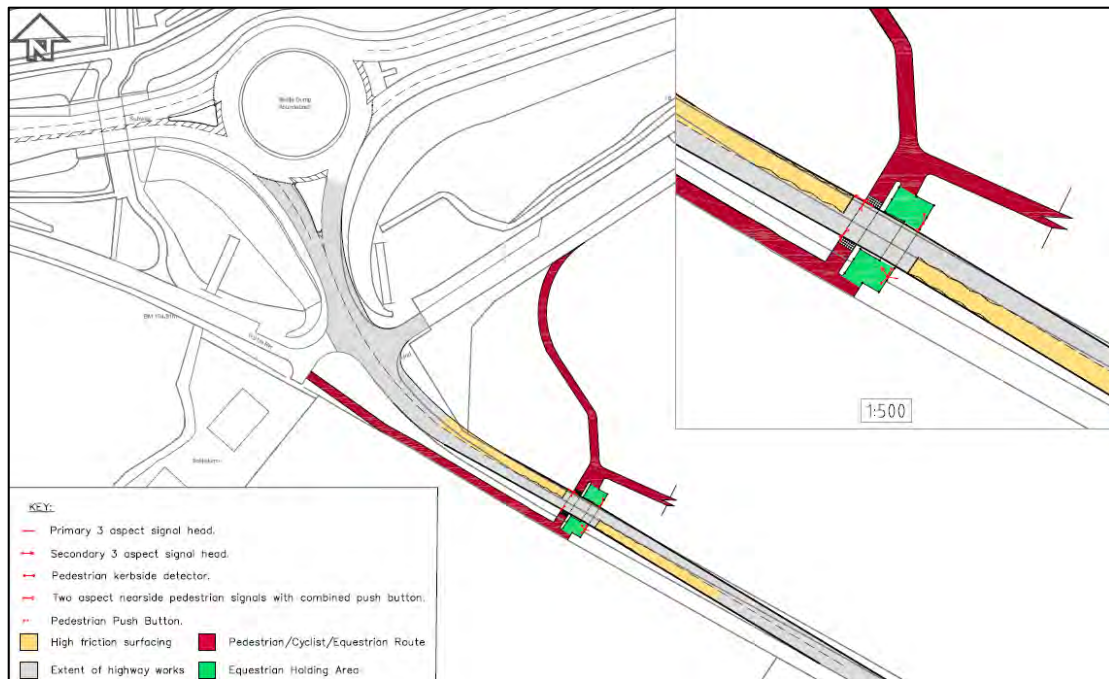 N
Roundabout
1:500
KEY:
Primary 3 aspect signal head.
Secondary 3 aspect signal head.
Pedestrian kerbside detector.
Two aspect nearside pedestrian signals with combined push button.
Pedestrian Push Button.
High friction surfacing
Pedestrian/Cyclist/Equestrian Route
Extent of highway works
Equestrian Holding Area